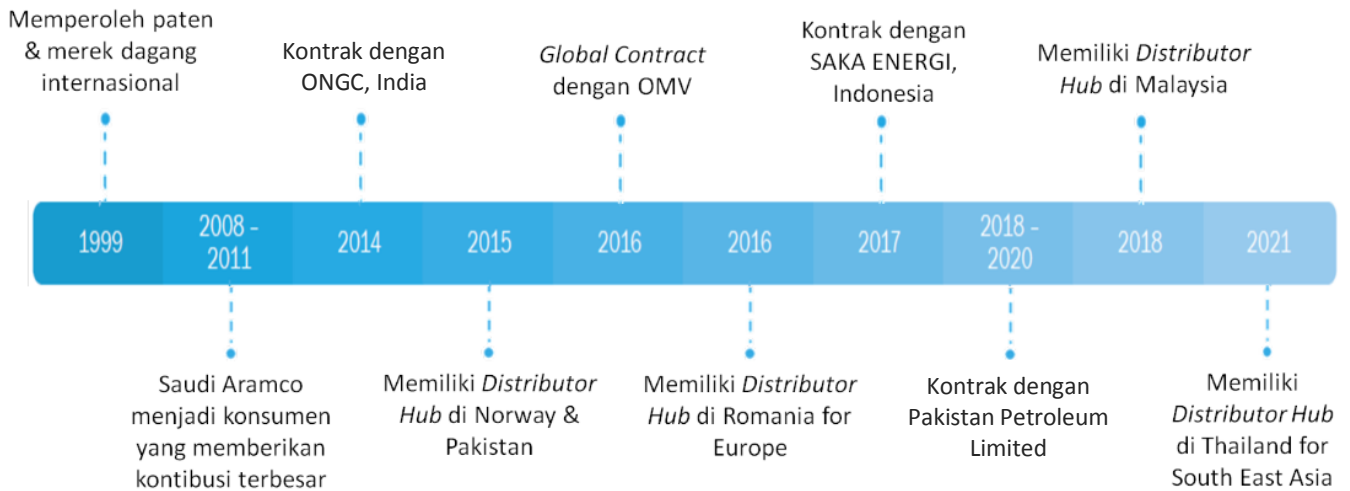 Memperoleh paten
& merek dagang
internasional
Kontrak dengan
ONGC, India
Global Contract
dengan OMV
Kontrak dengan
SAKA ENERGI,
Indonesia
Memiliki Distributor
Hub di Malaysia
1999
2008 –
2011
2014
2015
2016
2016
2017
2018 –
2020
2018
2021
Saudi Aramco
menjadi konsumen
yang memberikan
kontibusi terbesar
Memiliki Distributor
Hub di Norway &
Pakistan
Memiliki Distributor
Hub di Romania for
Europe
Kontrak dengan
Pakistan Petroleum
Limited
Memiliki
Distributor Hub
di Thailand for
South East Asia